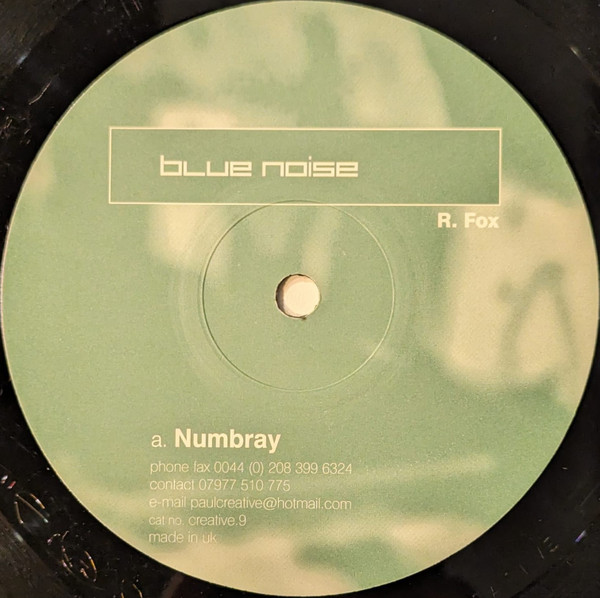 blue noise
R. Fox
a. Numbray
phone fax 0044 (0) 208 399 6324
contact 07977 510 775
e-mail paulcreative@hotmail.com
cat no. creative.9
made in uk